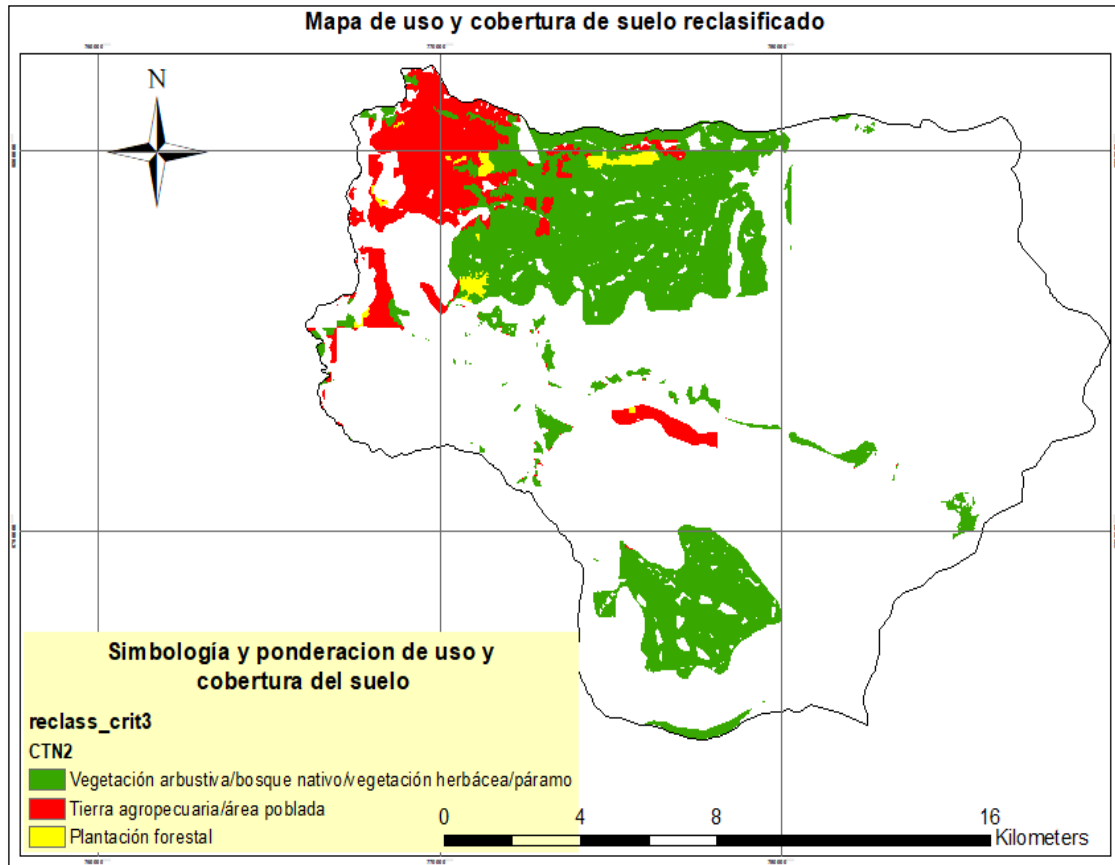 Mapa de uso y cobertura de suelo reclasificado
N
Simbología y ponderacion de uso y
cobertura del suelo
reclass_crit3
CTN2
Vegetación arbustiva/bosque nativo/vegetación herbácea/páramo
Tierra agropecuaria/área poblada
Plantación forestal
0 4 8 16
Kilometers